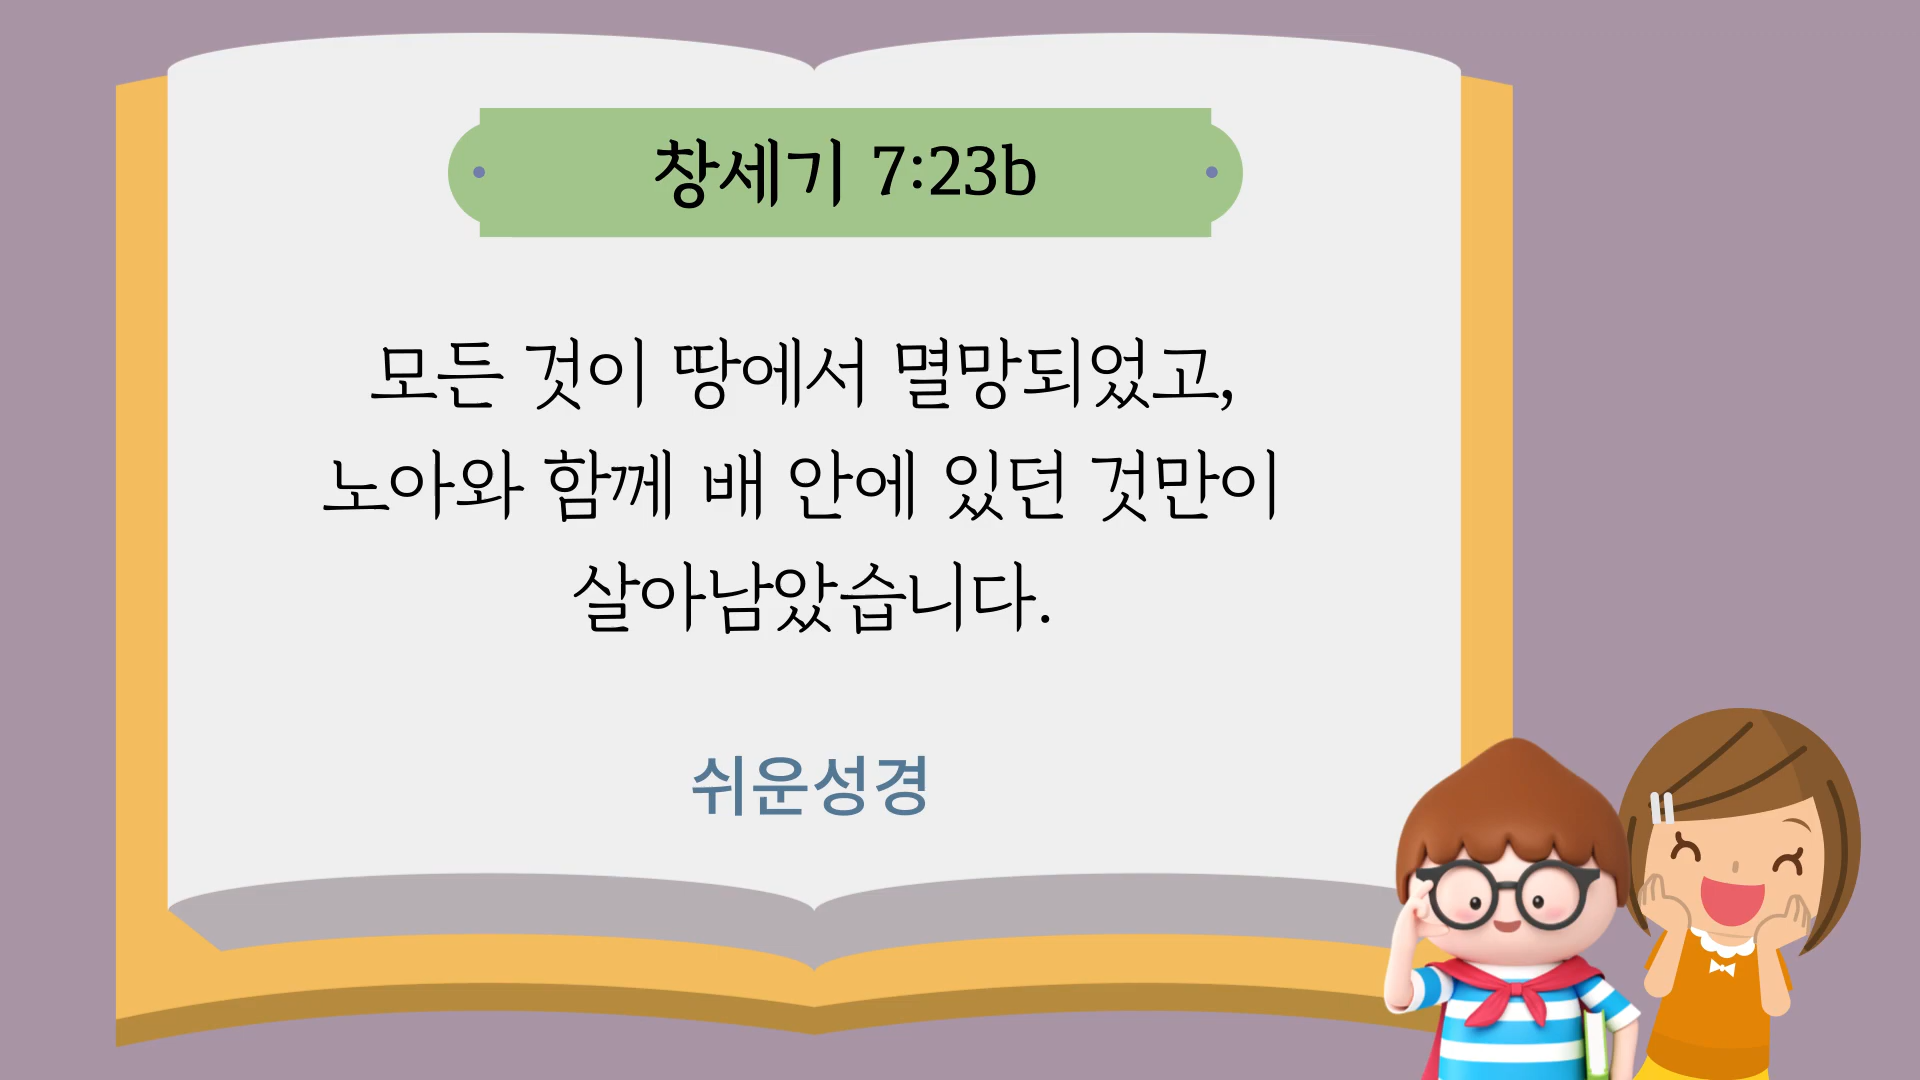 창세기 7:23b
모든 것이 땅에서 멸망되었고,
노아와 함께 배 안에 있던 것만이
살아남았습니다.
쉬운성경